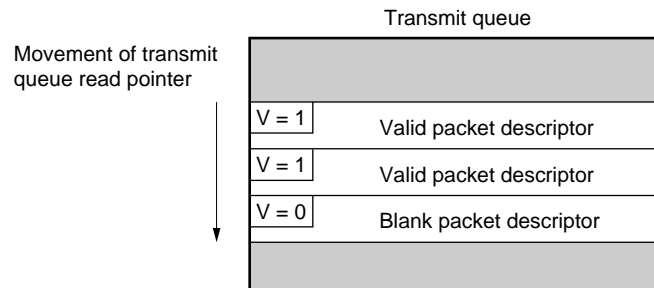 Transmit queue
Movement of transmit
queue read pointer
V = 1
Valid packet descriptor
V = 1
Valid packet descriptor
V = 0
Blank packet descriptor